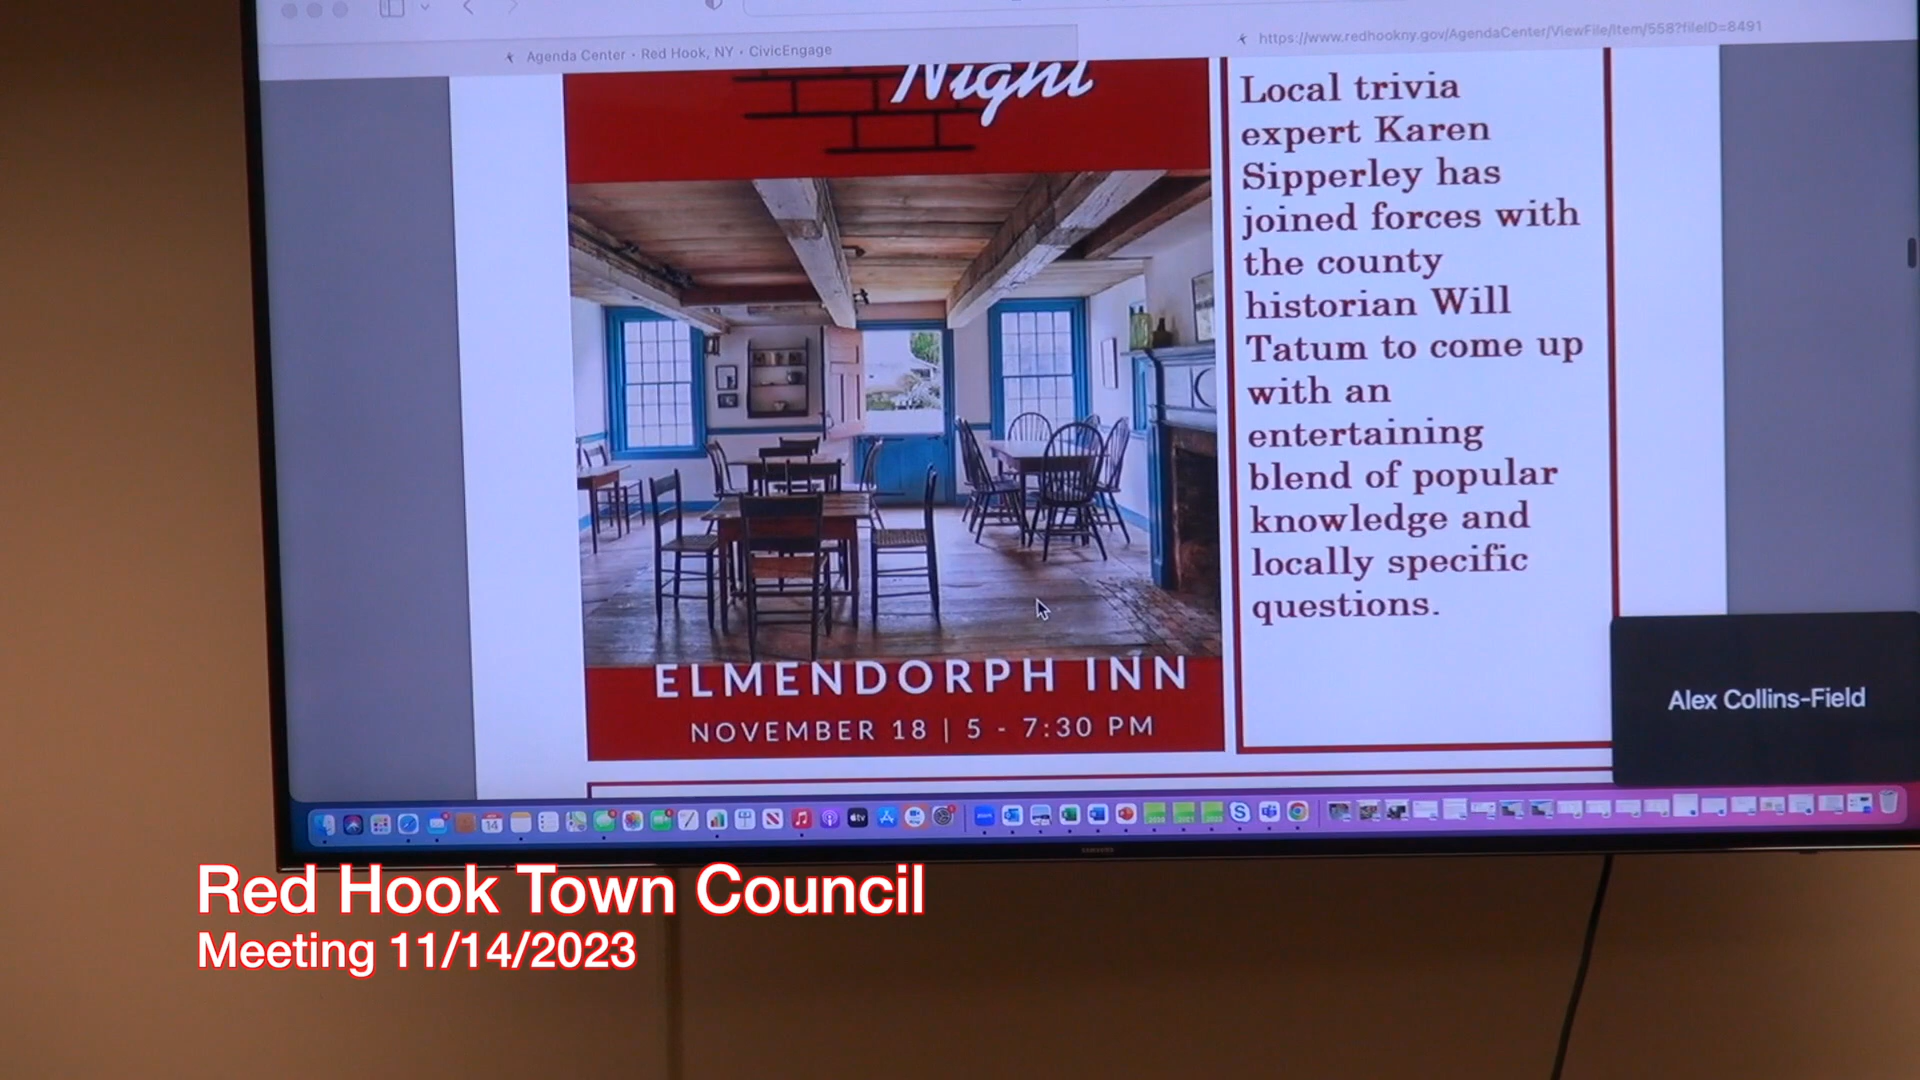 Agenda Center • Red Hook, NY • CivicEngage
https://www.redhookny.gov/AgendaCenter/ViewFile/Item/558?fileID=8491
Night
Local trivia
expert Karen
Sipperley has
joined forces with
the county
historian Will
Tatum to come up
with an
entertaining
blend of popular
knowledge and
locally specific
questions.
ELMENDORPH INN
NOVEMBER 18 | 5 - 7:30 PM
Alex Collins-Field
14
SAMSUNG
Red Hook Town Council
Meeting 11/14/2023